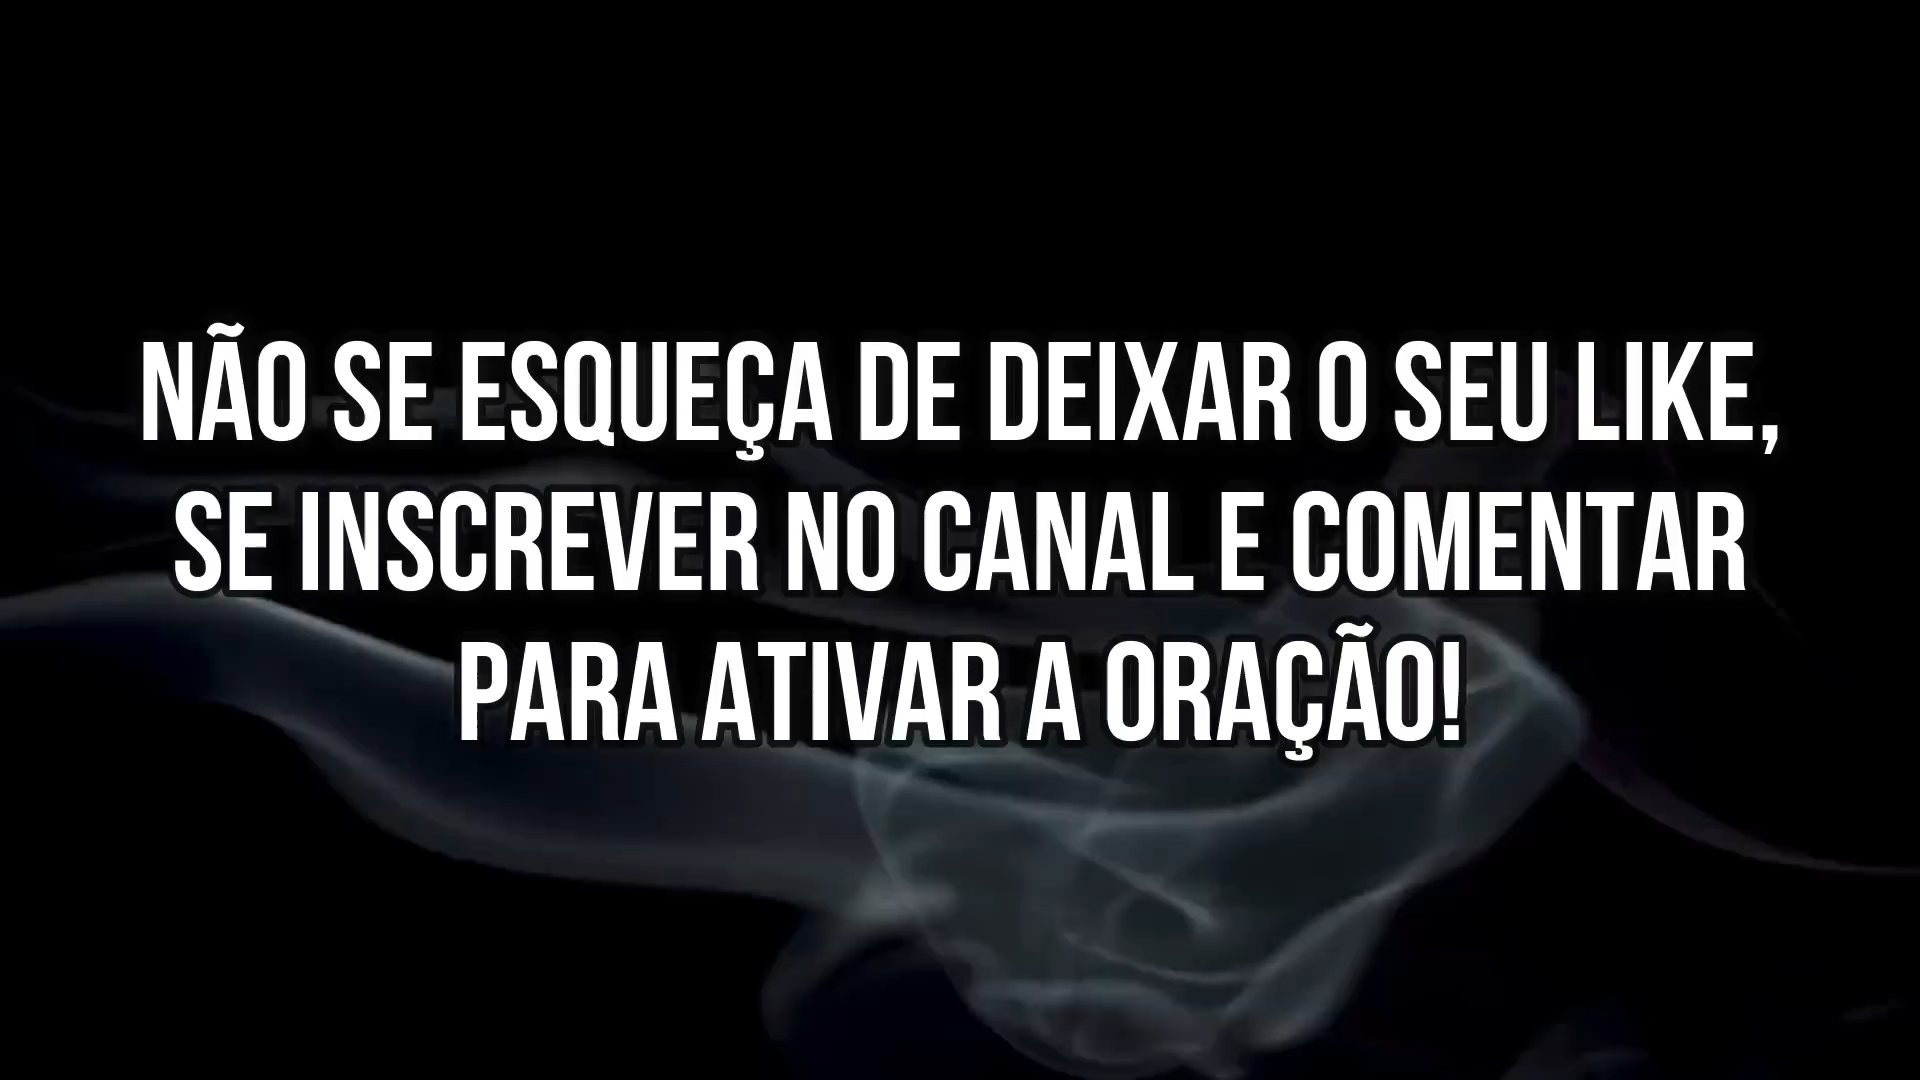 NÃO SE ESQUEÇA DE DEIXAR O SEU LIKE,
SE INSCREVER NO CANAL E COMENTAR
PARA ATIVAR A ORAÇÃO!